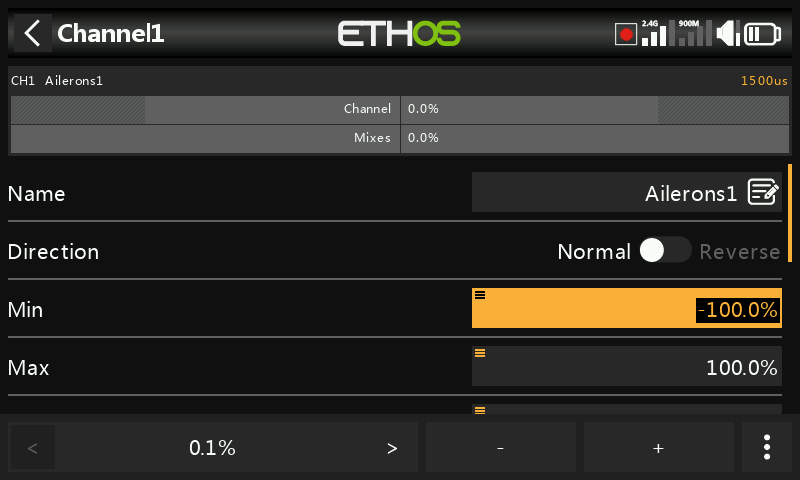 Channel1 ETHOS 2.4G 900M
CH1 Ailerons1 1500us
Channel 0.0%
Mixes 0.0%
Name Ailerons1
Direction Normal Reverse
Min -100.0%
Max 100.0%
< 0.1% > - +